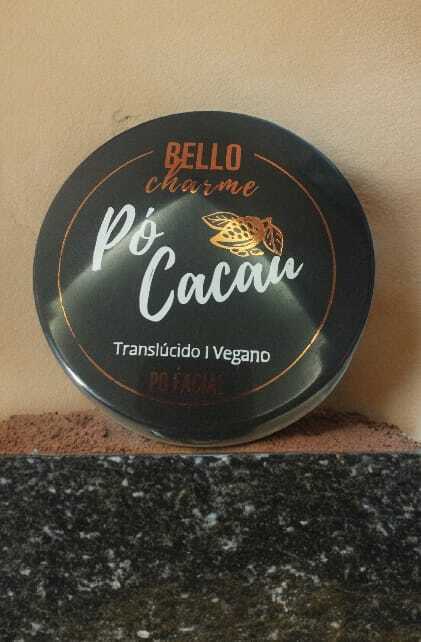 BELLO
charme
Pó
Cacau
Translúcido | Vegano
PÓ FACIAL